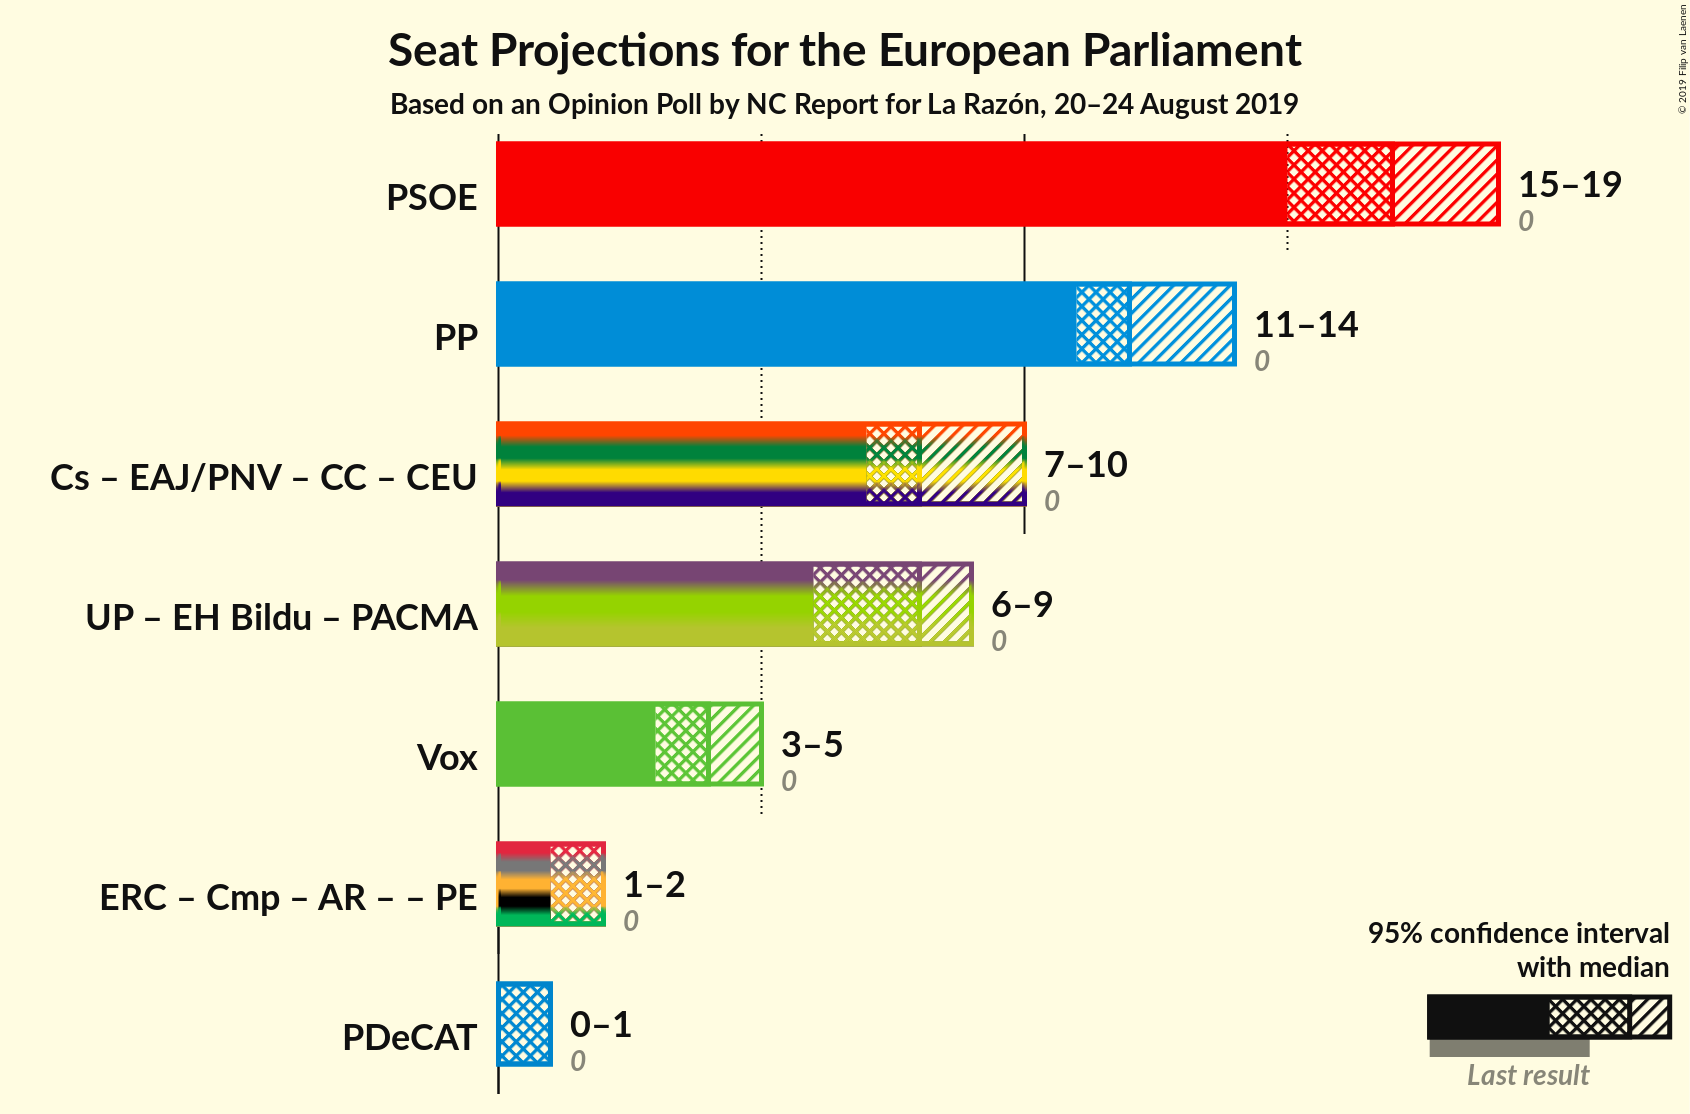 Seat Projections for the European Parliament
Based on an Opinion Poll by NC Report for La Razón, 20–24 August 2019
© 2019 Filip van Laenen
PSOE
15–19
0
PP
11–14
0
Cs – EAJ/PNV – CC – CEU
7–10
0
UP – EH Bildu – PACMA
6–9
0
Vox
3–5
0
ERC – Cmp – AR – – PE
1–2
0
PDeCAT
0–1
0
95% confidence interval
with median
Last result